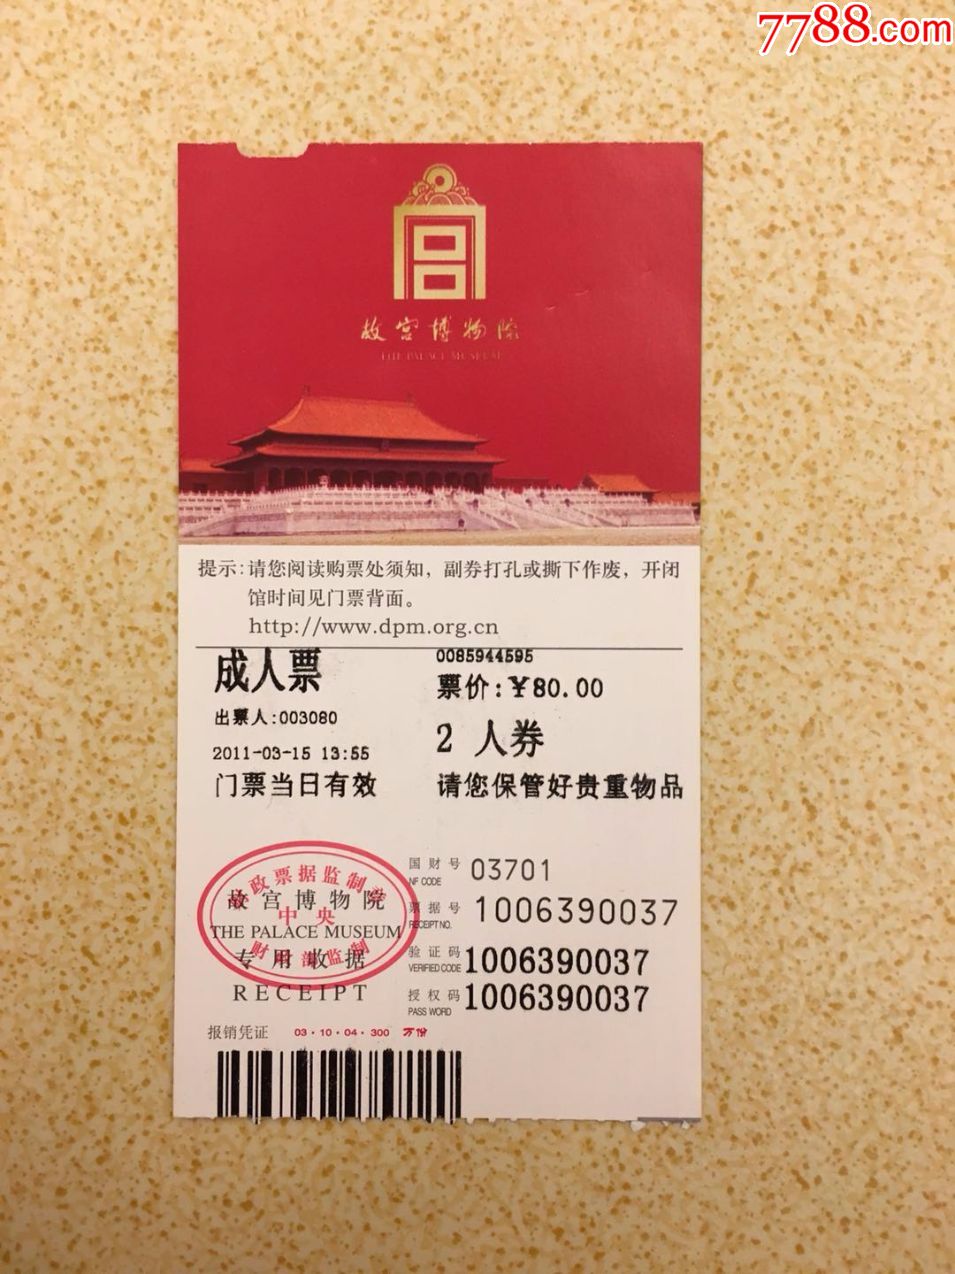 7788.com
故宫博物院
THE PALACE MUSEUM
提示:请您阅读购票处须知，副券打孔或撕下作废，开闭
馆时间见门票背面。
http://www.dpm.org.cn
成人票
0085944595
票价:¥80.00
出票人:003080
2 人券
2011-03-15 13:55
门票当日有效
请您保管好贵重物品
国财号 03701
NF CODE
票据号 1006390037
RECEIPT NO.
验证码 1006390037
VERIFIED CODE
授权码 1006390037
PASS WORD
财政票据监制章
中央
财政部监制
故宫博物院
THE PALACE MUSEUM
专用收据
RECEIPT
报销凭证 03·10·04·300 万份